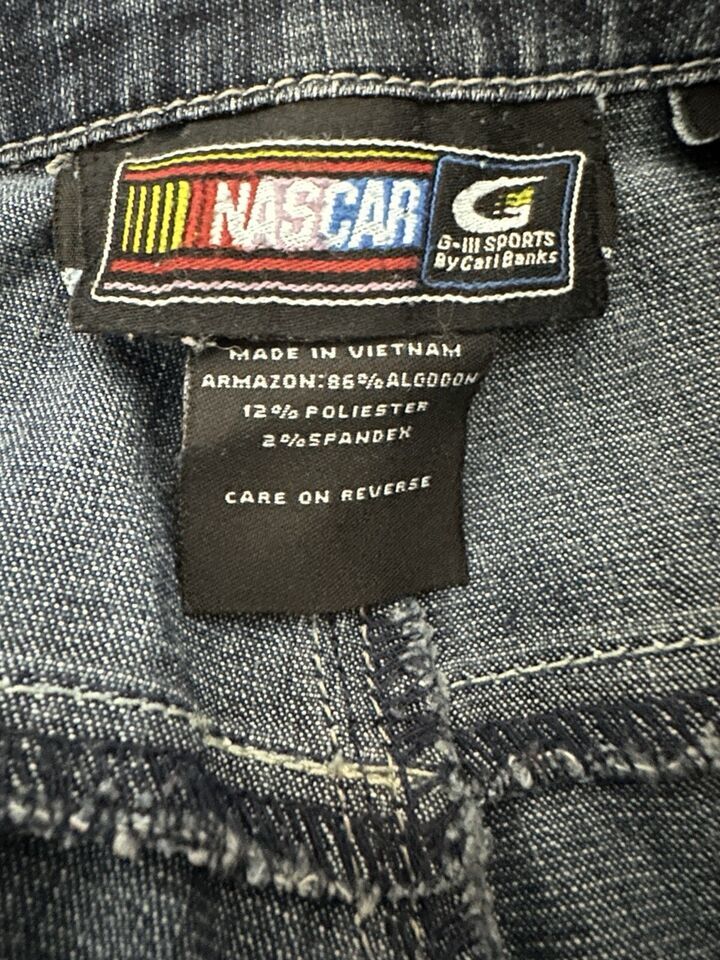 NASCAR
G
G-III SPORTS
By Carl Banks
MADE IN VIETNAM
ARMAZON:86%ALGODON
12% POLIESTER
2%SPANDEX
CARE ON REVERSE